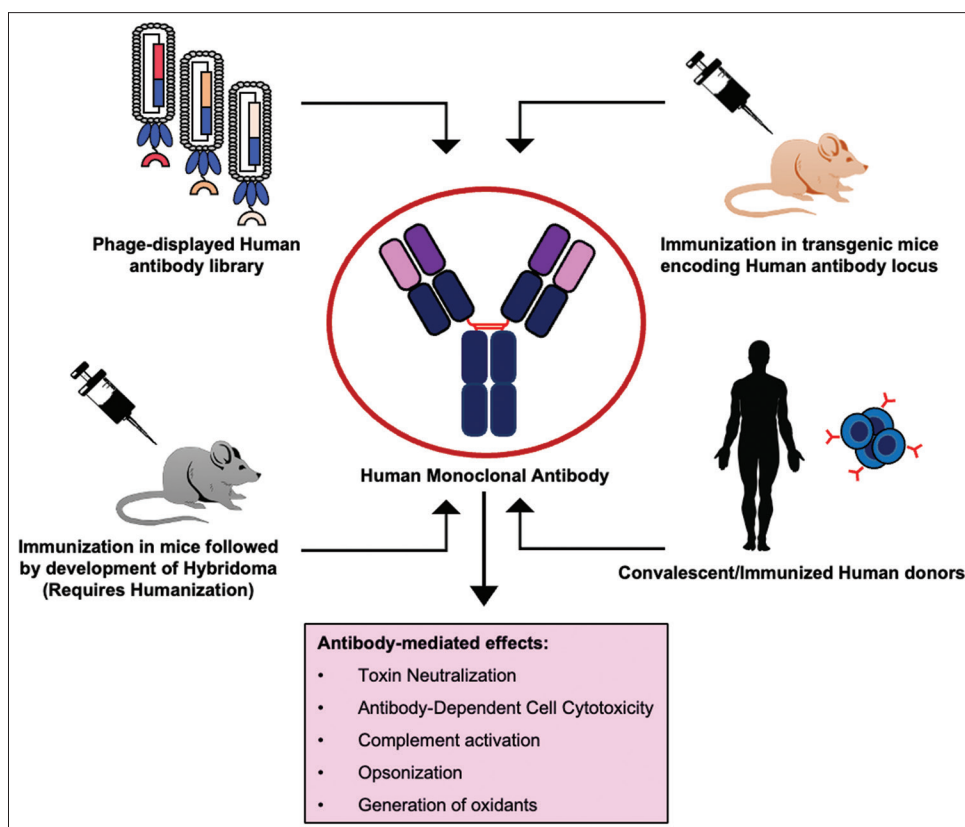 Phage-displayed Human
antibody library
Immunization in transgenic mice
encoding Human antibody locus
Human Monoclonal Antibody
Immunization in mice followed
by development of Hybridoma
(Requires Humanization)
Convalescent/Immunized Human donors
Antibody-mediated effects:
• Toxin Neutralization
• Antibody-Dependent Cell Cytotoxicity
• Complement activation
• Opsonization
• Generation of oxidants